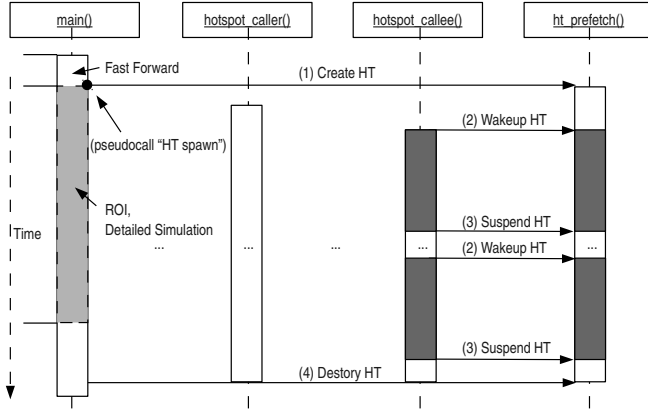 main()
hotspot_caller()
hotspot_callee()
ht_prefetch()
Fast Forward
(1) Create HT
(2) Wakeup HT
(pseudocall “HT spawn”)
ROI,
Detailed Simulation
Time
(3) Suspend HT
... ... ... ... ...
(2) Wakeup HT
(3) Suspend HT
(4) Destory HT